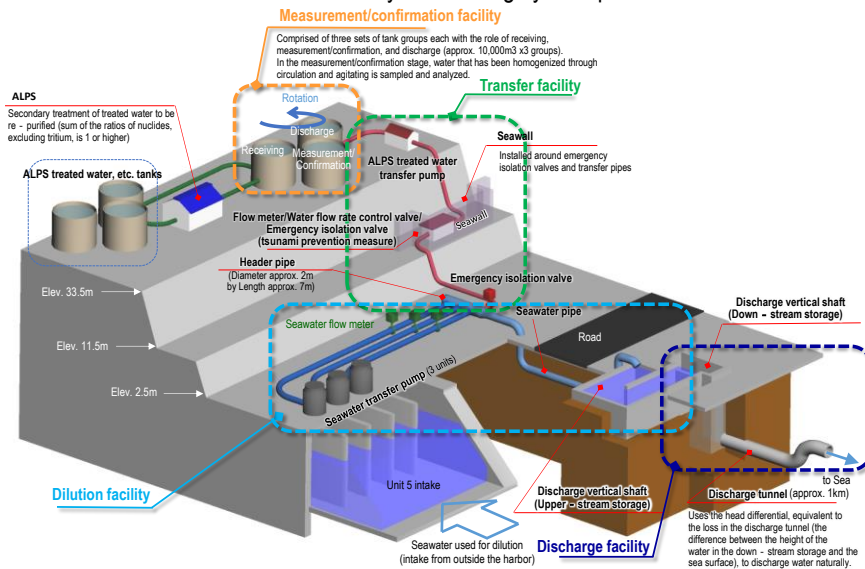 Measurement/confirmation facility
Comprised of three sets of tank groups each with the role of receiving,
measurement/confirmation, and discharge (approx. 10,000m3 x3 groups).
In the measurement/confirmation stage, water that has been homogenized through
circulation and agitating is sampled and analyzed.
Transfer facility
ALPS
Secondary treatment of treated water to be
re - purified (sum of the ratios of nuclides,
excluding tritium, is 1 or higher)
Rotation
Discharge
Receiving
Measurement/
Confirmation
ALPS treated water, etc. tanks
ALPS treated water
transfer pump
Seawall
Installed around emergency
isolation valves and transfer pipes
Seawall
Flow meter/Water flow rate control valve/
Emergency isolation valve
(tsunami prevention measure)
Header pipe
(Diameter approx. 2m
by Length approx. 7m)
Emergency isolation valve
Elev. 33.5m
Elev. 11.5m
Elev. 2.5m
Seawater flow meter
Seawater pipe
Road
Discharge vertical shaft
(Down - stream storage)
Seawater transfer pump (3 units)
Unit 5 intake
Dilution facility
Seawater used for dilution
(intake from outside the harbor)
Discharge vertical shaft
(Upper - stream storage)
Discharge facility
to Sea
Discharge tunnel (approx. 1km)
Uses the head differential, equivalent to
the loss in the discharge tunnel (the
difference between the height of the
water in the down - stream storage and the
sea surface), to discharge water naturally.